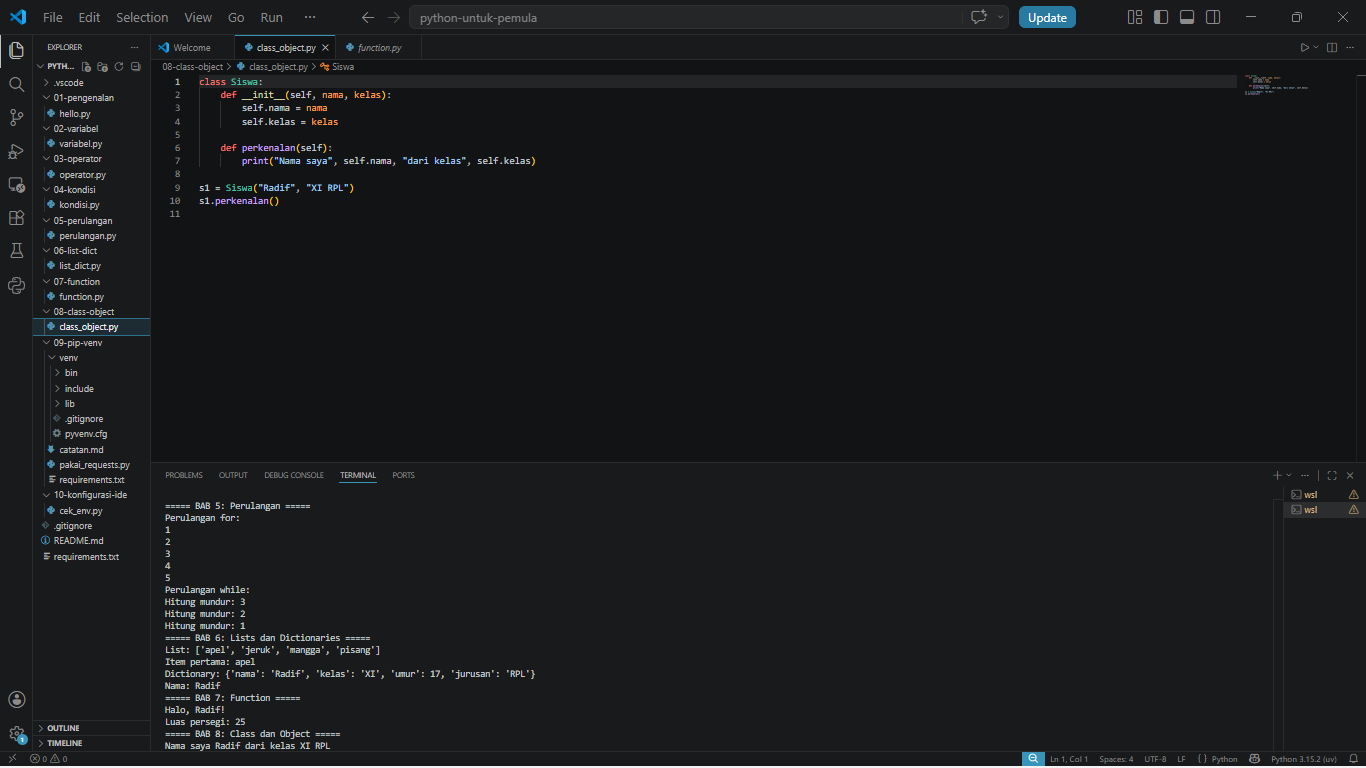 File Edit Selection View Go Run ··· python-untuk-pemula Update
EXPLORER ···
PYTH...
.vscode
01-pengenalan
hello.py
02-variabel
variabel.py
03-operator
operator.py
04-kondisi
kondisi.py
05-perulangan
perulangan.py
06-list-dict
list_dict.py
07-function
function.py
08-class-object
class_object.py
09-pip-venv
venv
bin
include
lib
.gitignore
pyvenv.cfg
catatan.md
pakai_requests.py
requirements.txt
10-konfigurasi-ide
cek_env.py
.gitignore
README.md
requirements.txt
OUTLINE
TIMELINE
Welcome class_object.py function.py
08-class-object > class_object.py > Siswa
1 class Siswa:
2 def __init__(self, nama, kelas):
3 self.nama = nama
4 self.kelas = kelas
5
6 def perkenalan(self):
7 print("Nama saya", self.nama, "dari kelas", self.kelas)
8
9 s1 = Siswa("Radif", "XI RPL")
10 s1.perkenalan()
11
PROBLEMS OUTPUT DEBUG CONSOLE TERMINAL PORTS
===== BAB 5: Perulangan =====
Perulangan for:
1
2
3
4
5
Perulangan while:
Hitung mundur: 3
Hitung mundur: 2
Hitung mundur: 1
===== BAB 6: Lists dan Dictionaries =====
List: ['apel', 'jeruk', 'mangga', 'pisang']
Item pertama: apel
Dictionary: {'nama': 'Radif', 'kelas': 'XI', 'umur': 17, 'jurusan': 'RPL'}
Nama: Radif
===== BAB 7: Function =====
Halo, Radif!
Luas persegi: 25
===== BAB 8: Class dan Object =====
Nama saya Radif dari kelas XI RPL
wsl
wsl
1
0 0 Ln 1, Col 1 Spaces: 4 UTF-8 LF { } Python Python 3.15.2 (uv)